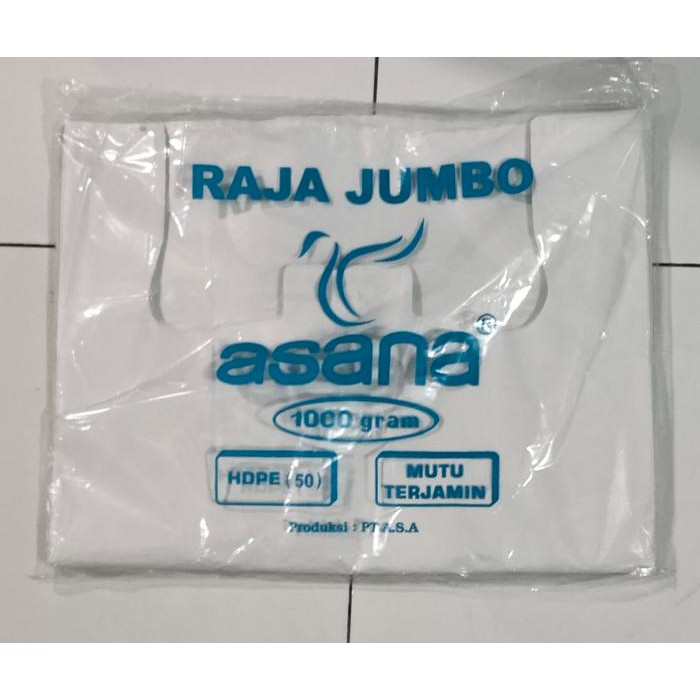 RAJA JUMBO
asana®
1000 gram
HDPE (50)
MUTU
TERJAMIN
Produksi : PT A.S.A